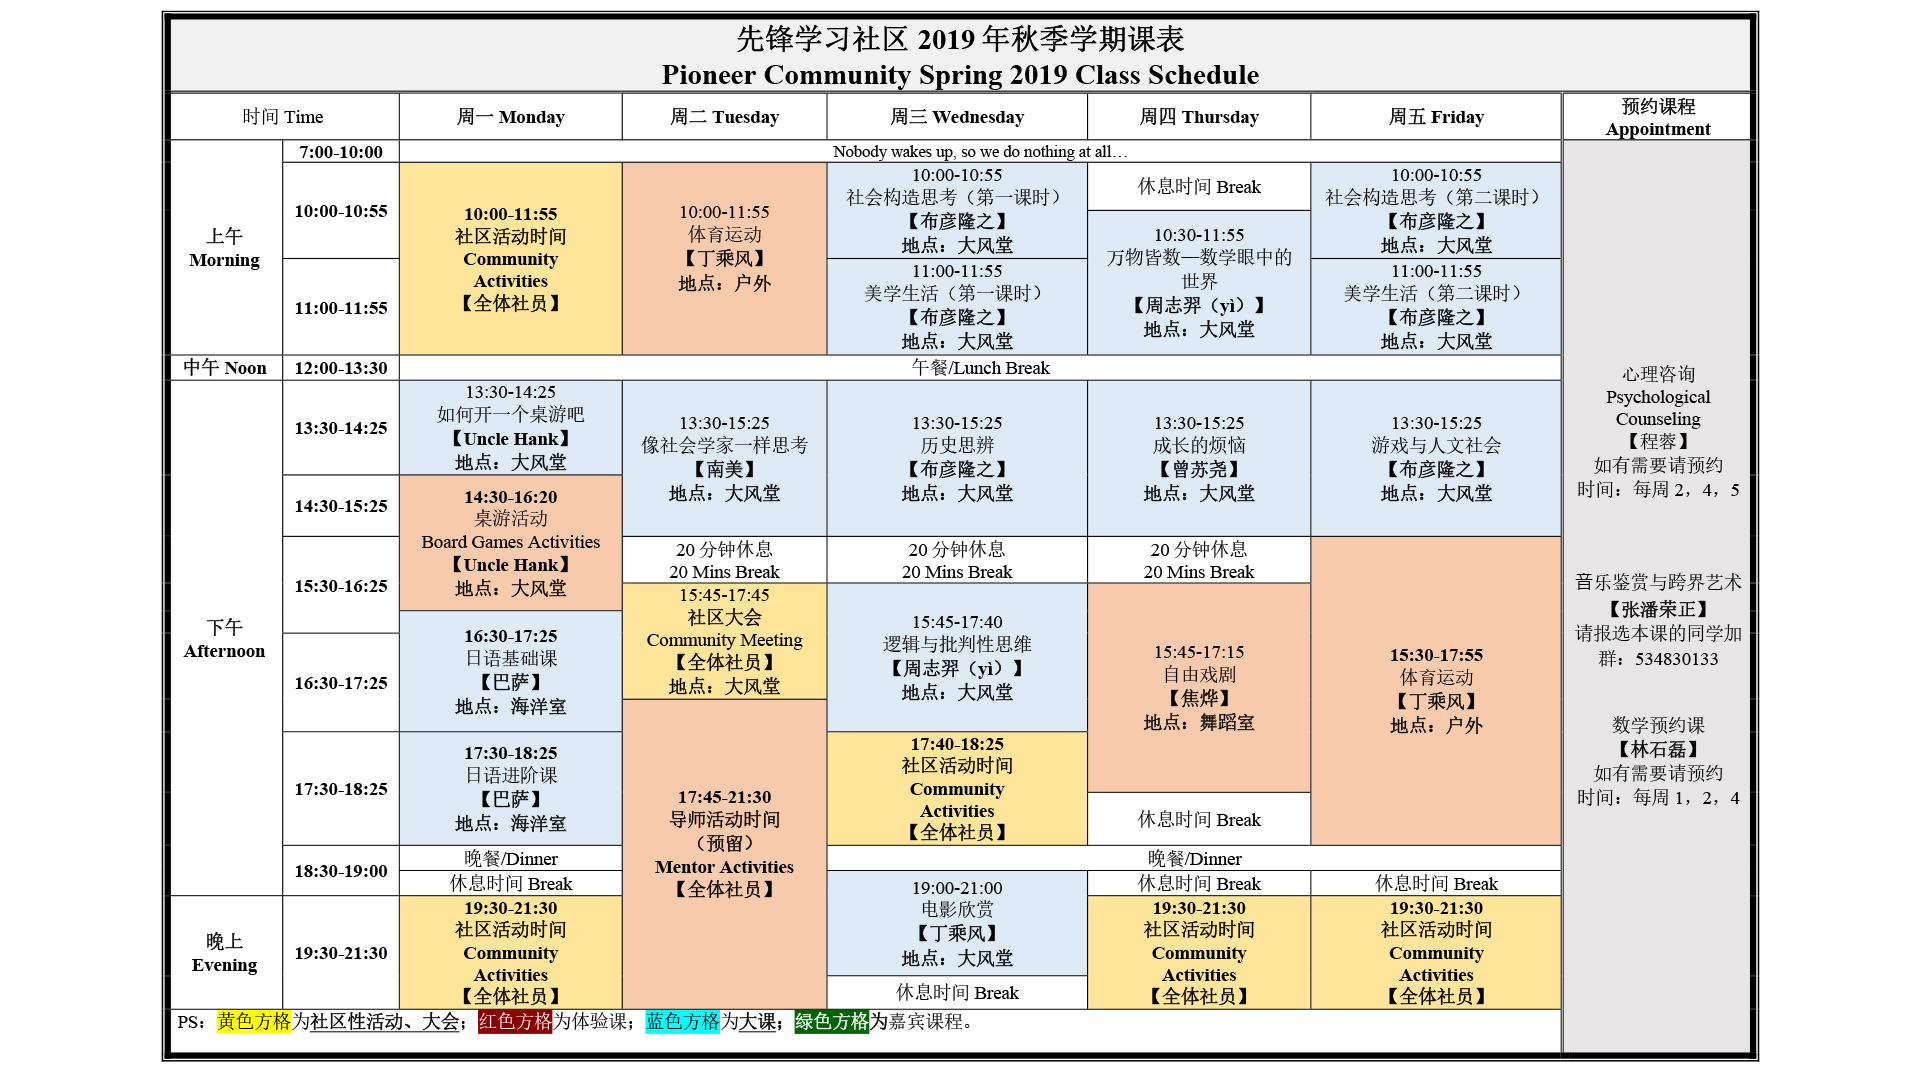 先锋学习社区 2019 年秋季学期课表
Pioneer Community Spring 2019 Class Schedule
时间 Time
周一 Monday
周二 Tuesday
周三 Wednesday
周四 Thursday
周五 Friday
预约课程
Appointment
上午
Morning
7:00-10:00
Nobody wakes up, so we do nothing at all…
10:00-10:55
11:00-11:55
10:00-11:55
社区活动时间
Community
Activities
【全体社员】
10:00-11:55
体育运动
【丁乘风】
地点：户外
10:00-10:55
社会构造思考（第一课时）
【布彦隆之】
地点：大风堂
11:00-11:55
美学生活（第一课时）
【布彦隆之】
地点：大风堂
休息时间 Break
10:30-11:55
万物皆数—数学眼中的
世界
【周志羿（yì）】
地点：大风堂
10:00-10:55
社会构造思考（第二课时）
【布彦隆之】
地点：大风堂
11:00-11:55
美学生活（第二课时）
【布彦隆之】
地点：大风堂
中午 Noon
12:00-13:30
午餐/Lunch Break
下午
Afternoon
13:30-14:25
14:30-15:25
15:30-16:25
16:30-17:25
17:30-18:25
18:30-19:00
13:30-14:25
如何开一个桌游吧
【Uncle Hank】
地点：大风堂
14:30-16:20
桌游活动
Board Games Activities
【Uncle Hank】
地点：大风堂
16:30-17:25
日语基础课
【巴萨】
地点：海洋室
17:30-18:25
日语进阶课
【巴萨】
地点：海洋室
晚餐/Dinner
休息时间 Break
13:30-15:25
像社会学家一样思考
【南美】
地点：大风堂
20 分钟休息
20 Mins Break
15:45-17:45
社区大会
Community Meeting
【全体社员】
地点：大风堂
17:45-21:30
导师活动时间
（预留）
Mentor Activities
【全体社员】
13:30-15:25
历史思辨
【布彦隆之】
地点：大风堂
20 分钟休息
20 Mins Break
15:45-17:40
逻辑与批判性思维
【周志羿（yì）】
地点：大风堂
17:40-18:25
社区活动时间
Community
Activities
【全体社员】
晚餐/Dinner
19:00-21:00
电影欣赏
【丁乘风】
地点：大风堂
休息时间 Break
13:30-15:25
成长的烦恼
【曾苏尧】
地点：大风堂
20 分钟休息
20 Mins Break
15:45-17:15
自由戏剧
【焦烨】
地点：舞蹈室
休息时间 Break
休息时间 Break
13:30-15:25
游戏与人文社会
【布彦隆之】
地点：大风堂
15:30-17:55
体育运动
【丁乘风】
地点：户外
休息时间 Break
晚上
Evening
19:30-21:30
19:30-21:30
社区活动时间
Community
Activities
【全体社员】
19:30-21:30
社区活动时间
Community
Activities
【全体社员】
19:30-21:30
社区活动时间
Community
Activities
【全体社员】
心理咨询
Psychological
Counseling
【程蓉】
如有需要请预约
时间：每周 2，4，5
音乐鉴赏与跨界艺术
【张潘荣正】
请报选本课的同学加
群：534830133
数学预约课
【林石磊】
如有需要请预约
时间：每周 1，2，4
PS：黄色方格为社区性活动、大会；红色方格为体验课；蓝色方格为大课；绿色方格为嘉宾课程。